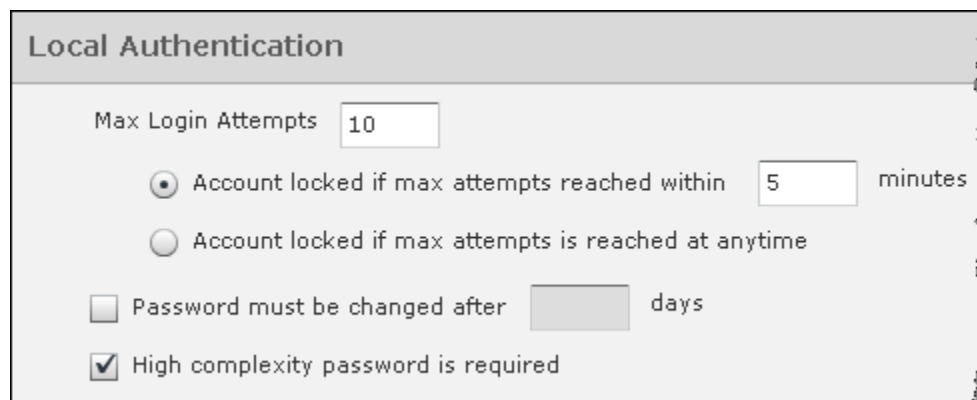 Local Authentication
Max Login Attempts 10
Account locked if max attempts reached within 5 minutes
Account locked if max attempts is reached at anytime
Password must be changed after days
High complexity password is required